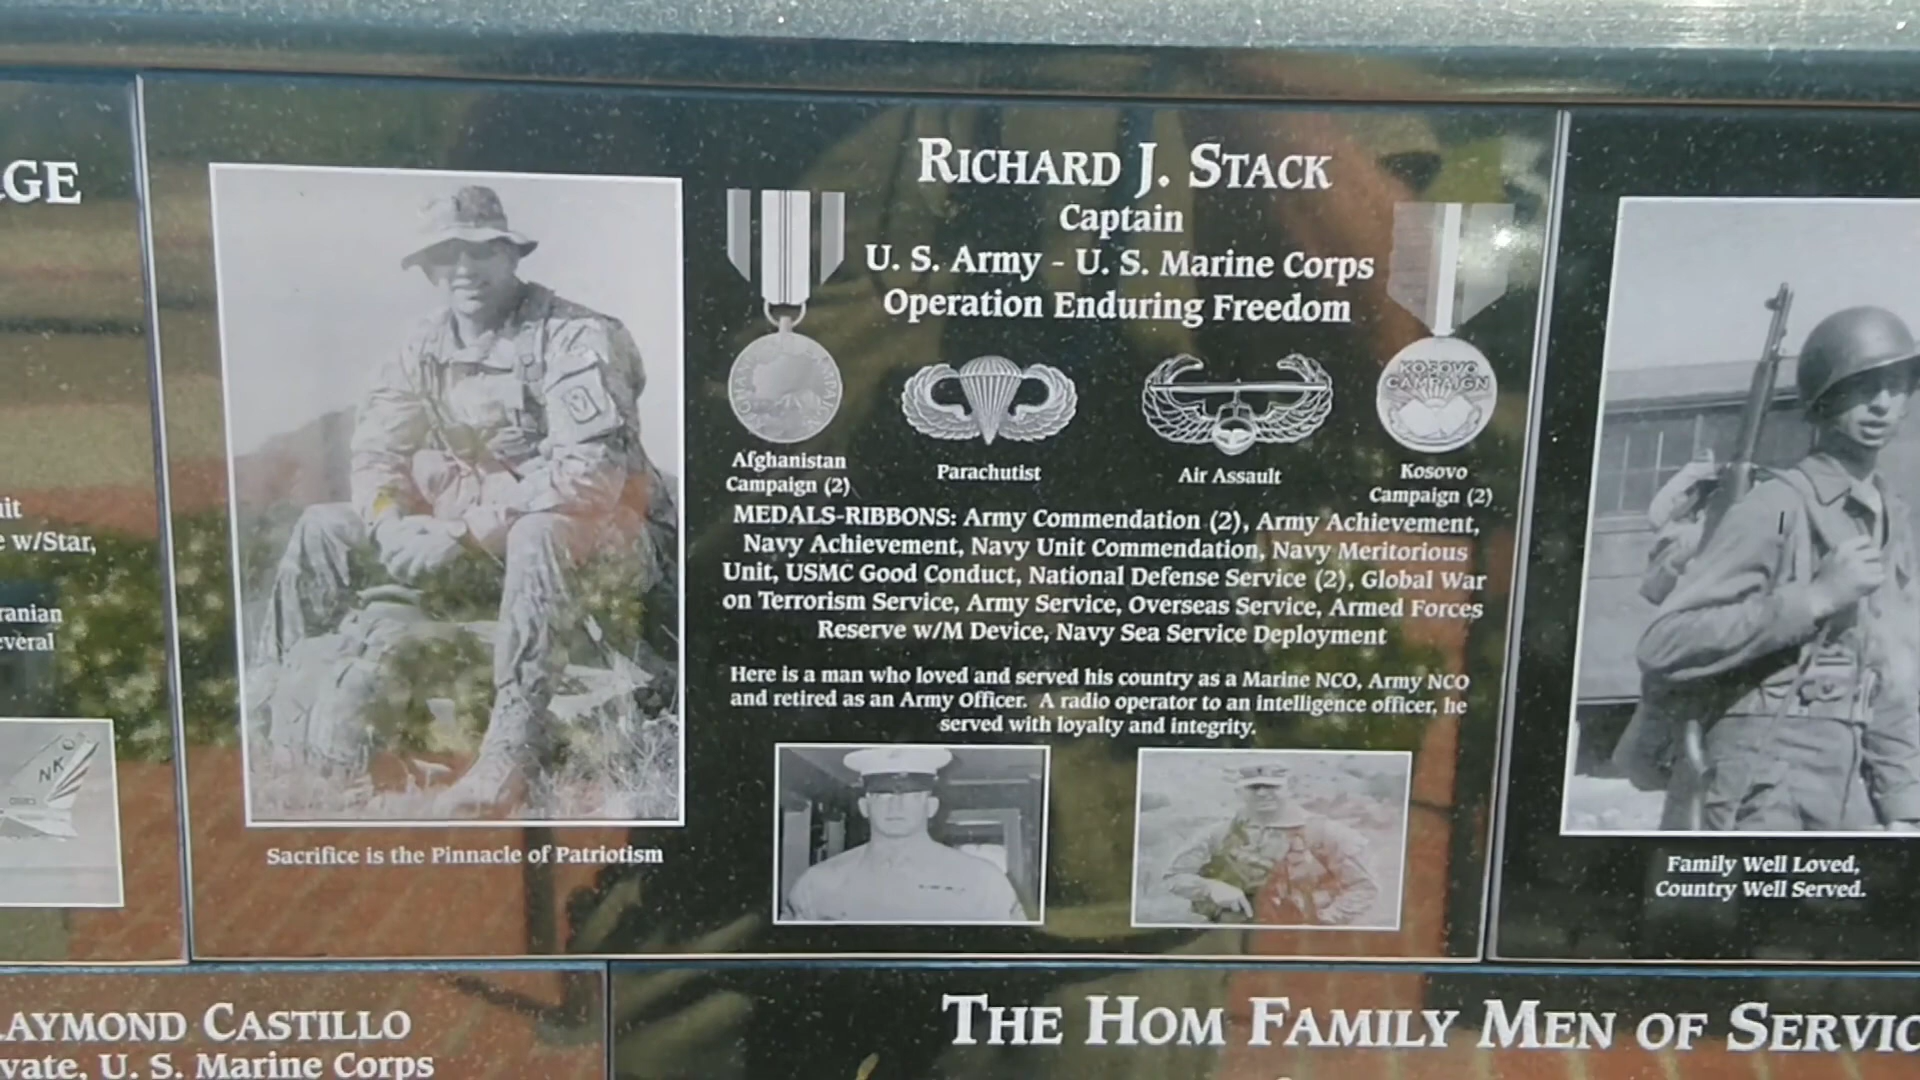 GE
it
e w/Star,
ranian
everal
NK
RICHARD J. STACK
Captain
U. S. Army - U. S. Marine Corps
Operation Enduring Freedom
KOSOVO
CAMPAIGN
Afghanistan
Campaign (2)
Parachutist
Air Assault
Kosovo
Campaign (2)
MEDALS-RIBBONS: Army Commendation (2), Army Achievement,
Navy Achievement, Navy Unit Commendation, Navy Meritorious
Unit, USMC Good Conduct, National Defense Service (2), Global War
on Terrorism Service, Army Service, Overseas Service, Armed Forces
Reserve w/M Device, Navy Sea Service Deployment
Here is a man who loved and served his country as a Marine NCO, Army NCO
and retired as an Army Officer. A radio operator to an intelligence officer, he
served with loyalty and integrity.
Sacrifice is the Pinnacle of Patriotism
Family Well Loved,
Country Well Served.
AYMOND CASTILLO
vate, U. S. Marine Corps
THE HOM FAMILY MEN OF SERVIC